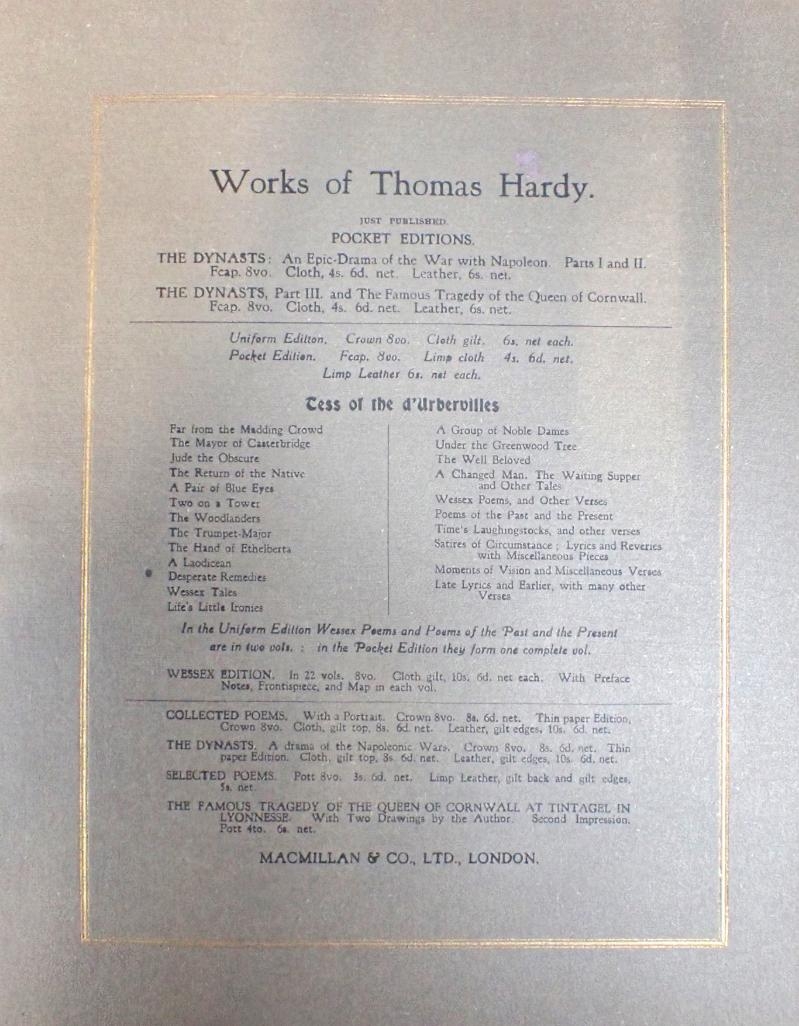 Works of Thomas Hardy.
JUST PUBLISHED.
POCKET EDITIONS.
THE DYNASTS: An Epic-Drama of the War with Napoleon. Parts I and II.
Fcap. 8vo. Cloth, 4s. 6d. net. Leather, 6s. net.
THE DYNASTS, Part III. and The Famous Tragedy of the Queen of Cornwall.
Fcap. 8vo. Cloth, 4s. 6d. net. Leather, 6s. net.
Uniform Edition. Crown 8vo. Cloth gilt. 6s. net each.
Pocket Edition. Fcap. 8vo. Limp cloth 4s. 6d. net.
Limp Leather 6s. net each.
Tess of the d'Urbervilles
Far from the Madding Crowd
The Mayor of Casterbridge
Jude the Obscure
The Return of the Native
A Pair of Blue Eyes
Two on a Tower
The Woodlanders
The Trumpet-Major
The Hand of Ethelberta
A Laodicean
Desperate Remedies
Wessex Tales
Life's Little Ironies
A Group of Noble Dames
Under the Greenwood Tree
The Well Beloved
A Changed Man, The Waiting Supper
and Other Tales
Wessex Poems, and Other Verses
Poems of the Past and the Present
Time's Laughingstocks, and other verses
Satires of Circumstance; Lyrics and Reveries
with Miscellaneous Pieces
Moments of Vision and Miscellaneous Verses
Late Lyrics and Earlier, with many other
Verses
In the Uniform Edition Wessex Poems and Poems of the Past and the Present
are in two vols. : in the Pocket Edition they form one complete vol.
WESSEX EDITION. In 22 vols. 8vo. Cloth gilt, 10s. 6d. net each. With Preface
Notes, Frontispiece, and Map in each vol.
COLLECTED POEMS. With a Portrait. Crown 8vo. 8s. 6d. net. Thin paper Edition,
Crown 8vo. Cloth, gilt top, 8s. 6d. net. Leather, gilt edges, 10s. 6d. net.
THE DYNASTS. A drama of the Napoleonic Wars. Crown 8vo. 8s. 6d. net. Thin
paper Edition. Cloth, gilt top, 8s. 6d. net. Leather, gilt edges, 10s. 6d. net.
SELECTED POEMS. Pott 8vo. 3s. 6d. net. Limp Leather, gilt back and gilt edges,
5s. net.
THE FAMOUS TRAGEDY OF THE QUEEN OF CORNWALL AT TINTAGEL IN
LYONNESSE. With Two Drawings by the Author. Second Impression.
Pott 4to. 6s. net.
MACMILLAN & CO., LTD., LONDON.